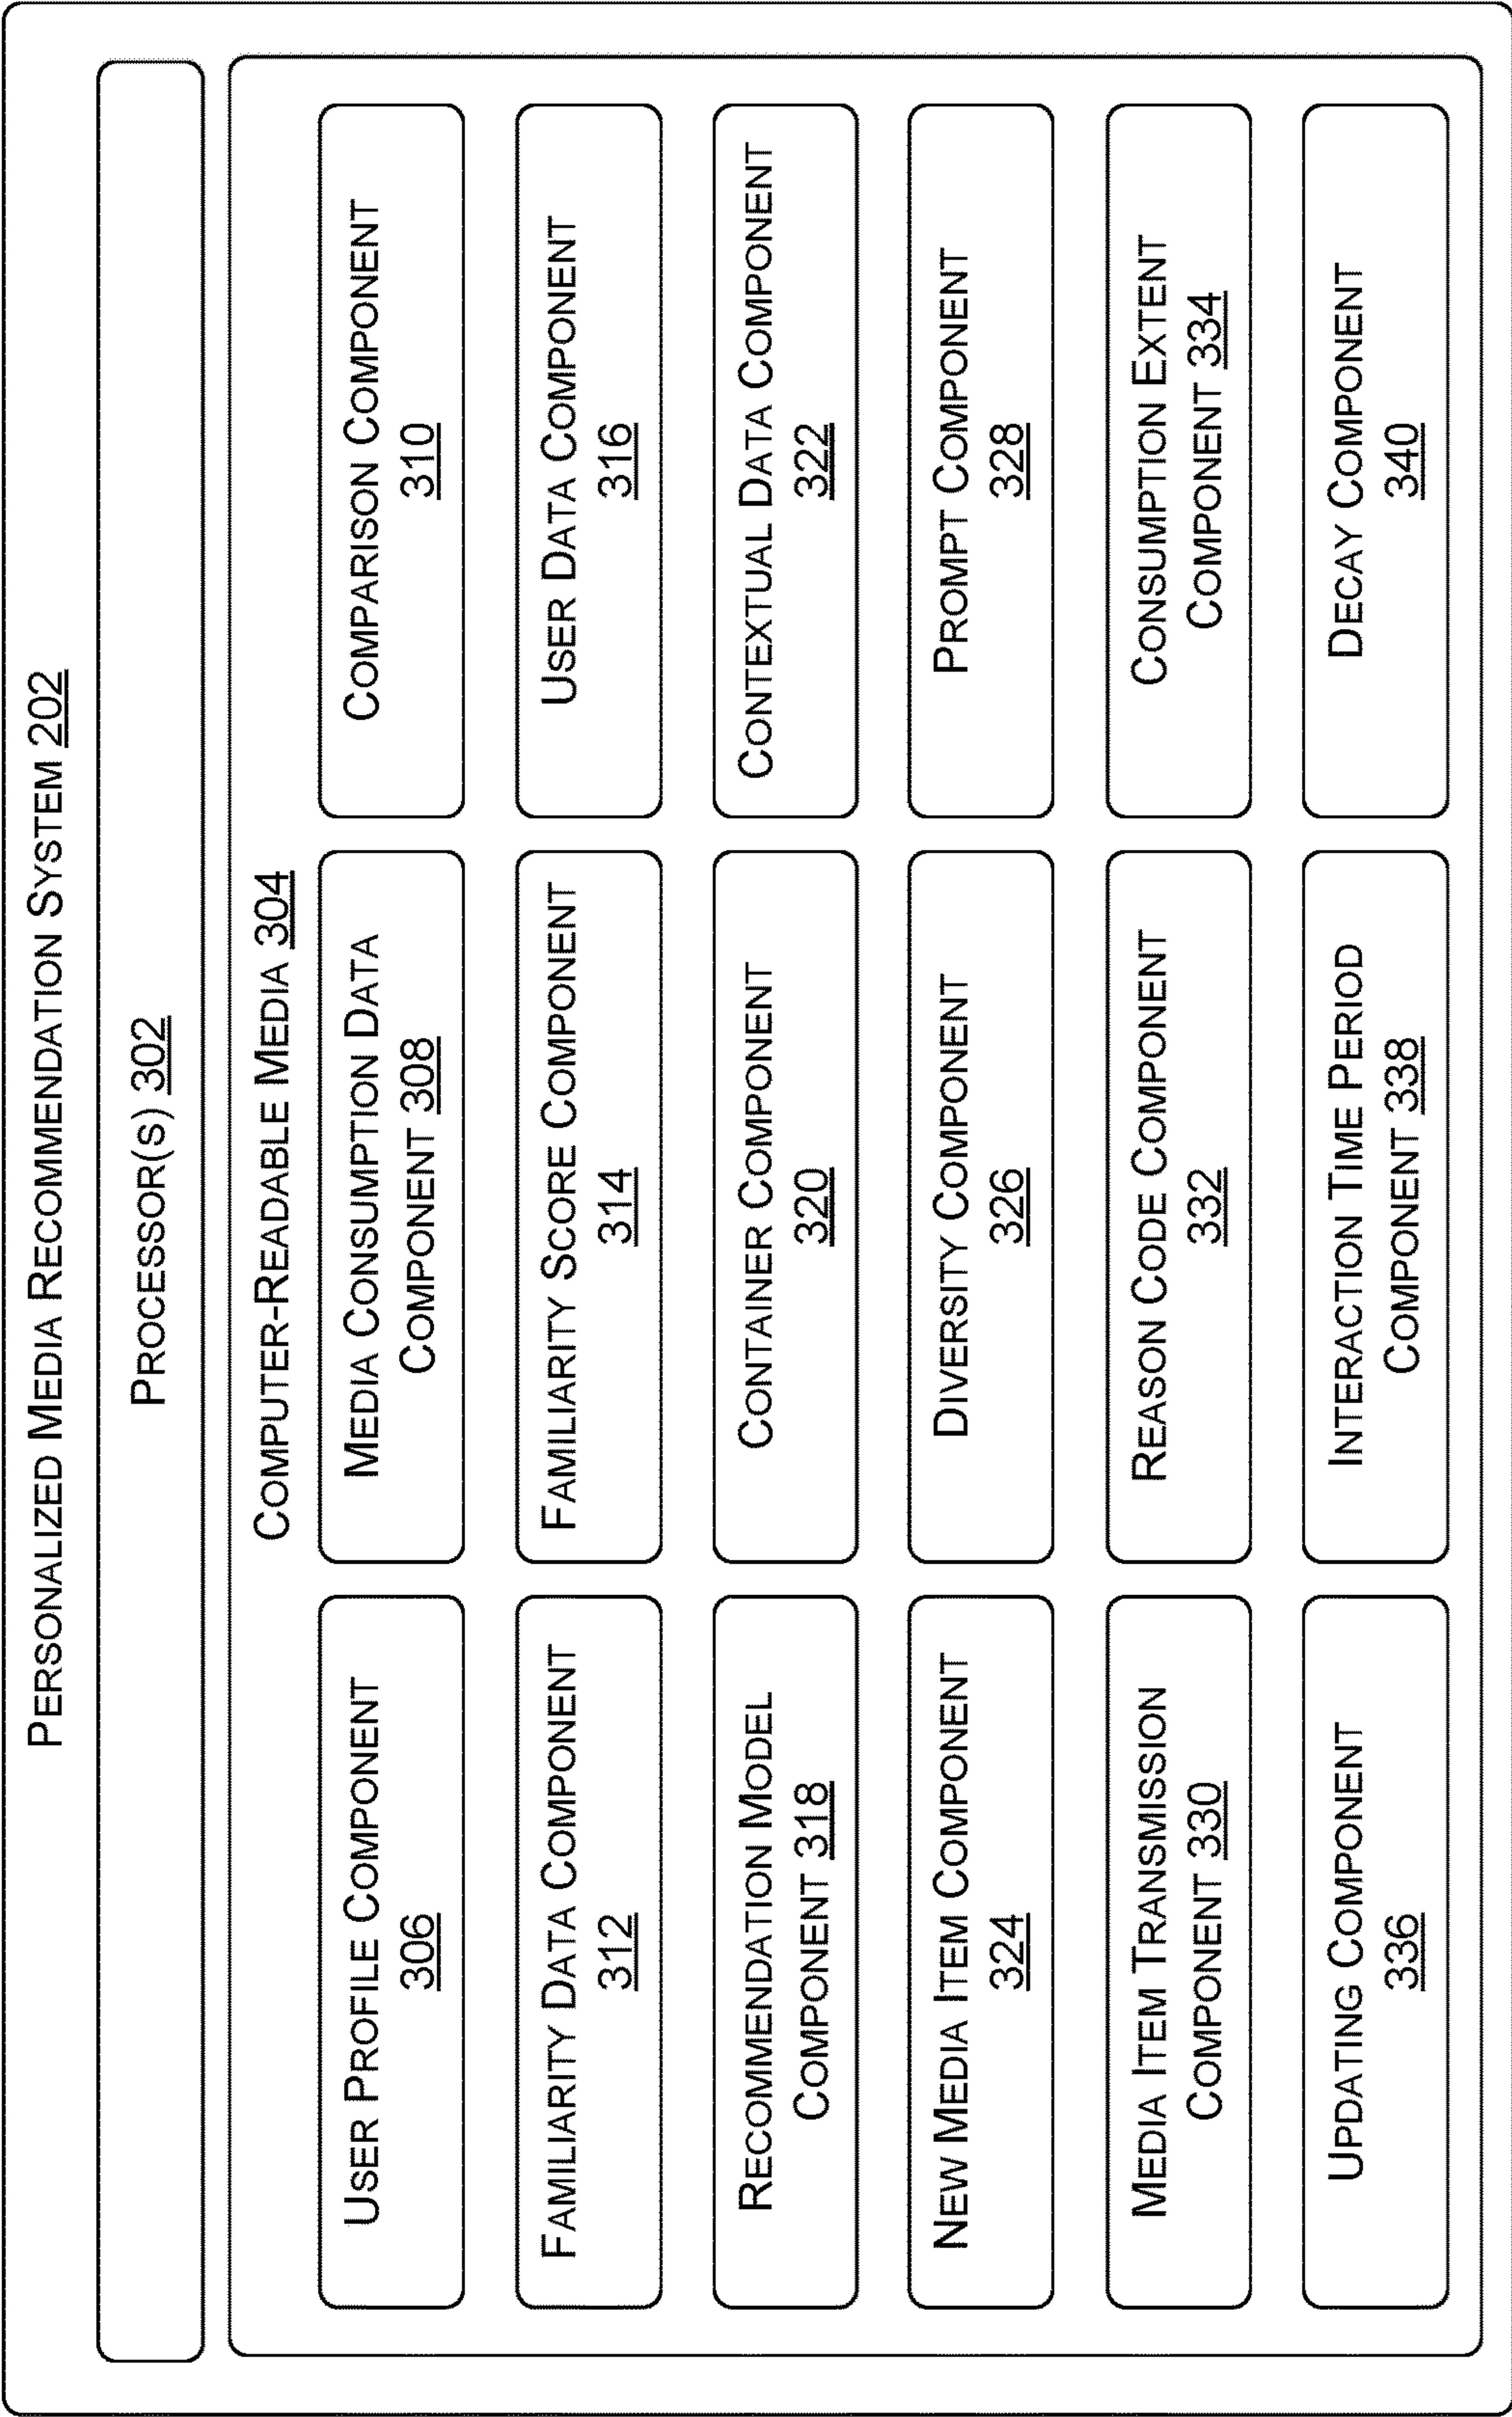 PERSONALIZED MEDIA RECOMMENDATION SYSTEM 202
PROCESSOR(S) 302
COMPUTER-READABLE MEDIA 304
USER PROFILE COMPONENT
306
MEDIA CONSUMPTION DATA
COMPONENT 308
COMPARISON COMPONENT
310
FAMILIARITY DATA COMPONENT
312
FAMILIARITY SCORE COMPONENT
314
USER DATA COMPONENT
316
RECOMMENDATION MODEL
COMPONENT 318
CONTAINER COMPONENT
320
CONTEXTUAL DATA COMPONENT
322
NEW MEDIA ITEM COMPONENT
324
DIVERSITY COMPONENT
326
PROMPT COMPONENT
328
MEDIA ITEM TRANSMISSION
COMPONENT 330
REASON CODE COMPONENT
332
CONSUMPTION EXTENT
COMPONENT 334
UPDATING COMPONENT
336
INTERACTION TIME PERIOD
COMPONENT 338
DECAY COMPONENT
340